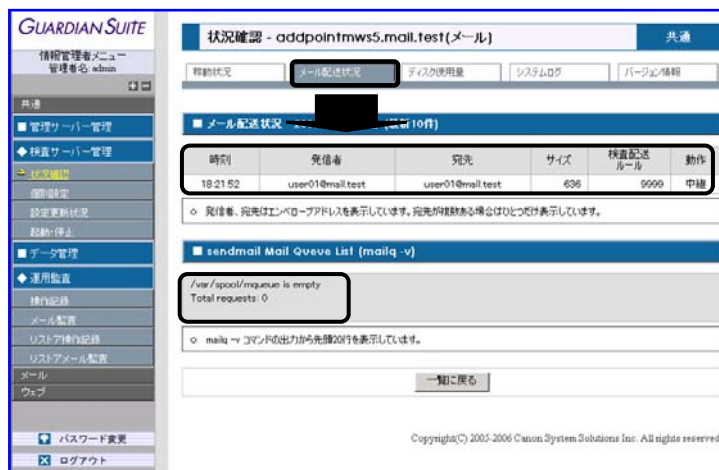 GUARDIAN SUITE
情報管理者メニュー
管理者名 admin
共通
■ 管理サーバー管理
◆ 検査サーバー管理
状況確認
個別設定
設定更新状況
起動・停止
■ データ管理
◆ 運用監査
操作記録
メール監査
リストア操作記録
リストアメール監査
メール
ウェブ
パスワード変更
ログアウト
状況確認 - addpointmws5.mail.test(メール)
共通
稼動状況
メール配送状況
ディスク使用量
システムログ
バージョン情報
■ メール配送状況
(最新10件)
時刻 発信者 宛先 サイズ 検査配送ルール 動作
18:21:52 user01@mail.test user01@mail.test 636 9999 中継
○ 発信者、宛先はエンベロープアドレスを表示しています。宛先が複数ある場合はひとつだけ表示しています。
■ sendmail Mail Queue List (mailq -v)
/var/spool/mqueue is empty
Total requests: 0
○ mailq -v コマンドの出力から先頭20行を表示しています。
一覧に戻る
Copyright(C) 2005-2006 Canon System Solutions Inc. All rights reserved